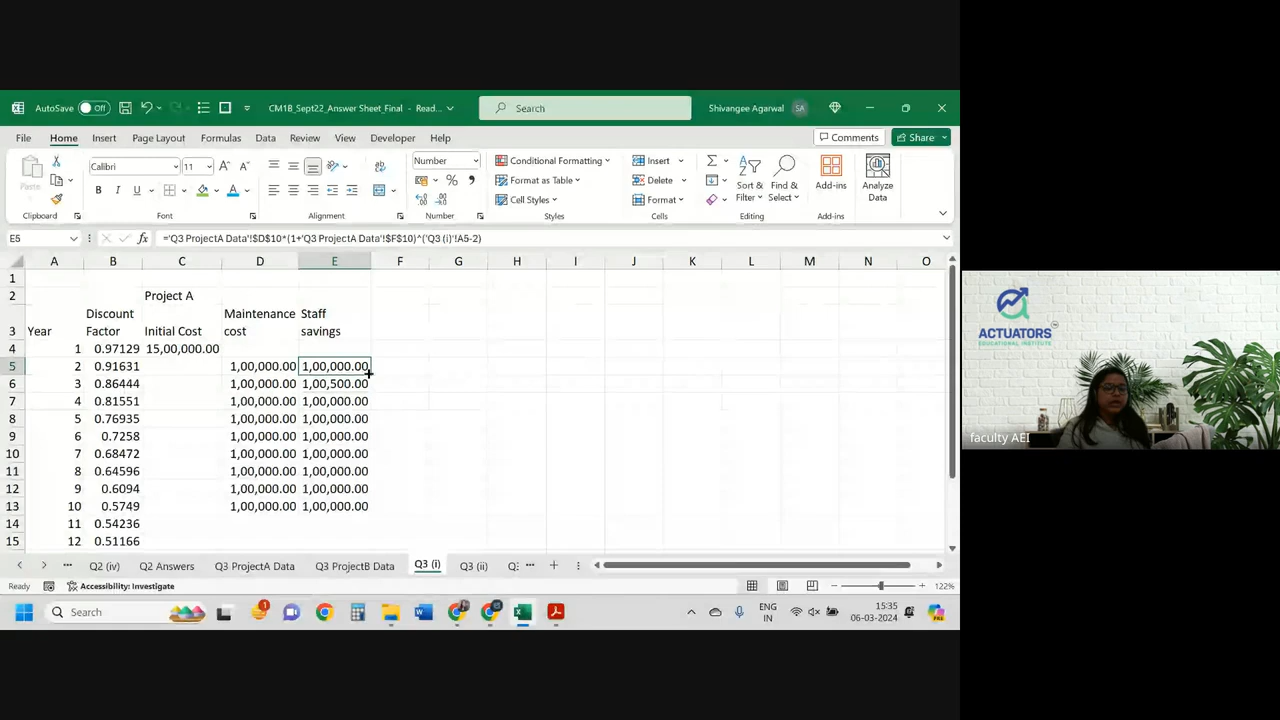 AutoSave Off CM1B_Sept22_Answer Sheet_Final - Read... Search Shivangee Agarwal SA
File Home Insert Page Layout Formulas Data Review View Developer Help Comments Share
Calibri 11 A A Number Conditional Formatting Insert
Paste B I U A Format as Table Delete Sort & Filter Find & Select Add-ins Analyze Data
Cell Styles Format
Clipboard Font Alignment Number Styles Cells Editing Add-ins
E5 fx ='Q3 ProjectA Data'!$D$10*(1+'Q3 ProjectA Data'!$F$10)^('Q3 (i)'!A5-2)
A B C D E F G H I J K L M N O
1
2 Project A
3 Year Discount Factor Initial Cost Maintenance cost Staff savings
4 1 0.97129 15,00,000.00
5 2 0.91631 1,00,000.00 1,00,000.00
6 3 0.86444 1,00,000.00 1,00,500.00
7 4 0.81551 1,00,000.00 1,00,000.00
8 5 0.76935 1,00,000.00 1,00,000.00
9 6 0.7258 1,00,000.00 1,00,000.00
10 7 0.68472 1,00,000.00 1,00,000.00
11 8 0.64596 1,00,000.00 1,00,000.00
12 9 0.6094 1,00,000.00 1,00,000.00
13 10 0.5749 1,00,000.00 1,00,000.00
14 11 0.54236
15 12 0.51166
Q2 (iv) Q2 Answers Q3 ProjectA Data Q3 ProjectB Data Q3 (i) Q3 (ii) Q:
Ready Accessibility: Investigate 122%
Search ENG IN 15:35 06-03-2024
ACTUATORS
EDUCATIONAL INSTITUTE
faculty AEI